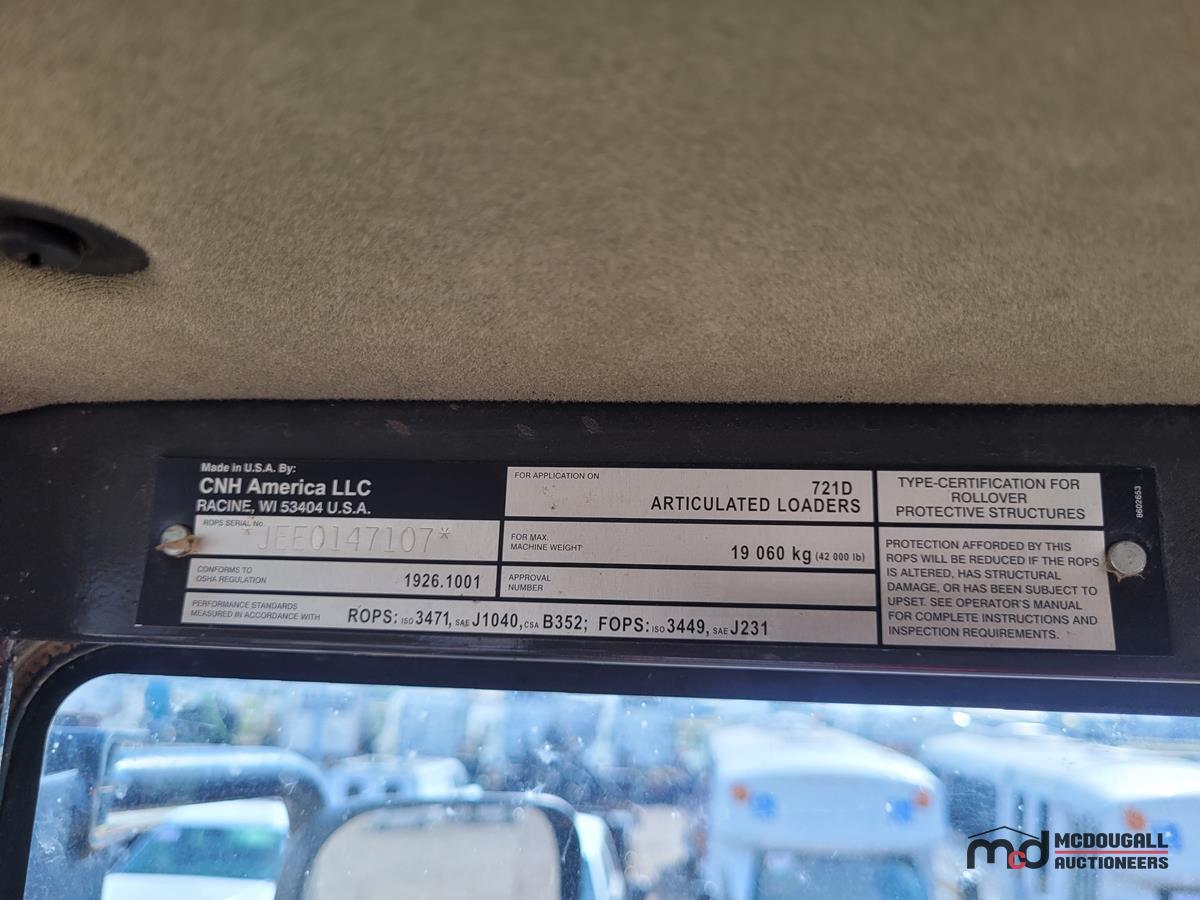 Made in U.S.A. By:
CNH America LLC
RACINE, WI 53404 U.S.A.
ROPS SERIAL No.
*JEE0147107*
CONFORMS TO
OSHA REGULATION
1926.1001
PERFORMANCE STANDARDS
MEASURED IN ACCORDANCE WITH
ROPS: ISO 3471, SAE J1040, CSA B352; FOPS: ISO 3449, SAE J231
FOR APPLICATION ON
721D
ARTICULATED LOADERS
FOR MAX.
MACHINE WEIGHT
19 060 kg (42 000 lb)
APPROVAL
NUMBER
TYPE-CERTIFICATION FOR
ROLLOVER
PROTECTIVE STRUCTURES
PROTECTION AFFORDED BY THIS
ROPS WILL BE REDUCED IF THE ROPS
IS ALTERED, HAS STRUCTURAL
DAMAGE, OR HAS BEEN SUBJECT TO
UPSET. SEE OPERATOR'S MANUAL
FOR COMPLETE INSTRUCTIONS AND
INSPECTION REQUIREMENTS.
8602653
mcd MCDOUGALL
AUCTIONEERS